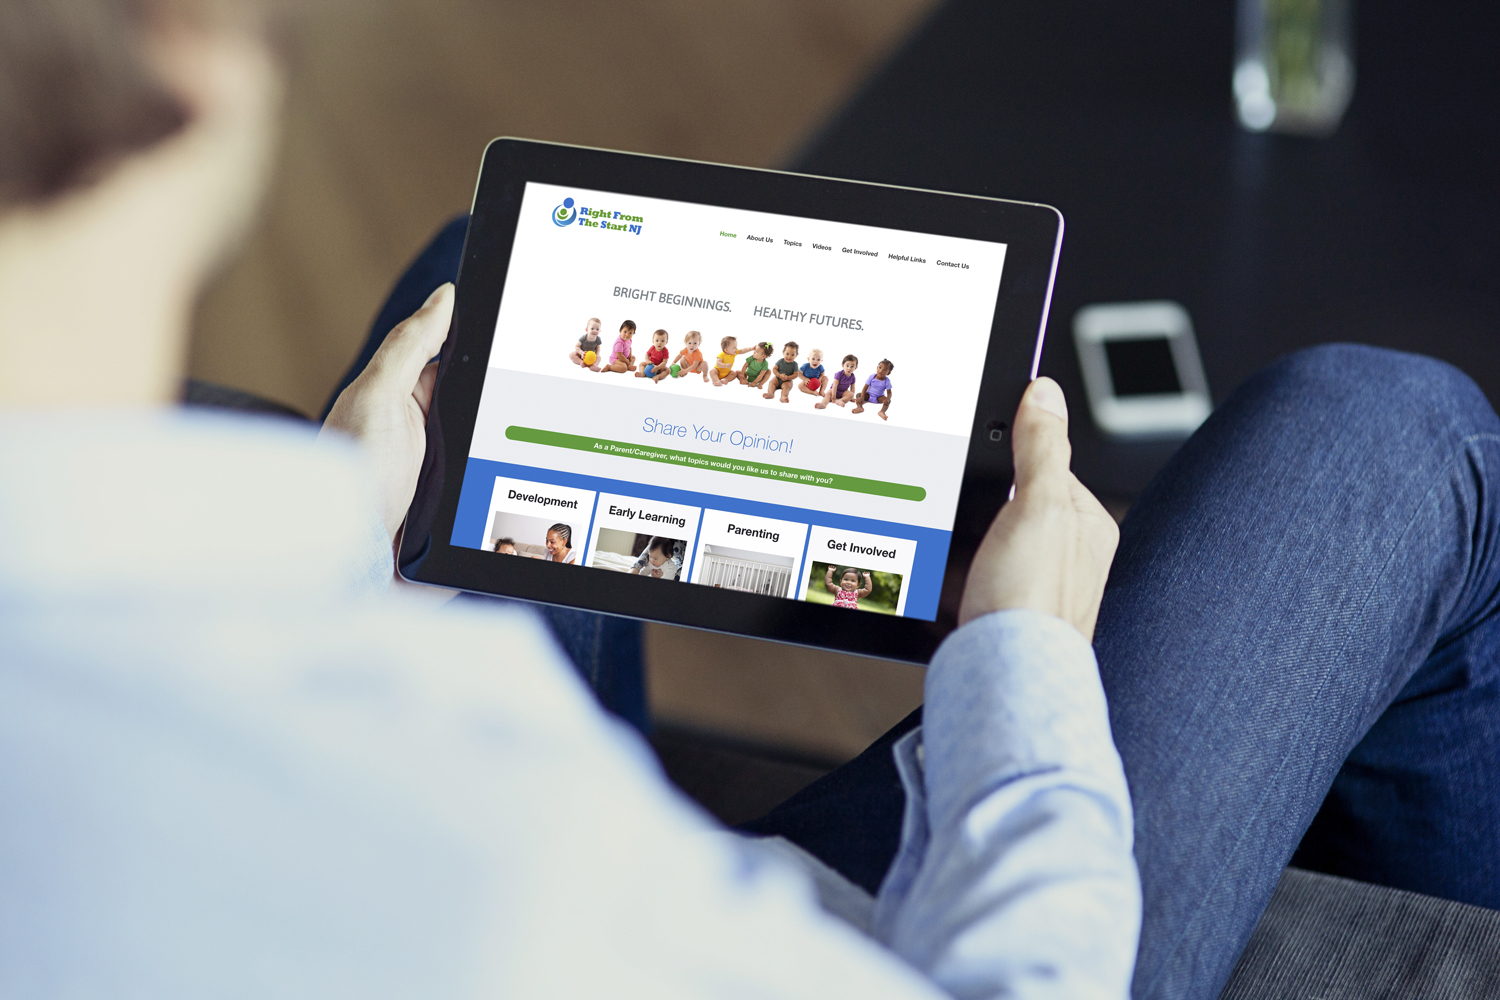 Right From
The Start NJ
Home About Us Topics Videos Get Involved Helpful Links Contact Us
BRIGHT BEGINNINGS. HEALTHY FUTURES.
Share Your Opinion!
As a Parent/Caregiver, what topics would you like us to share with you?
Development Early Learning Parenting Get Involved